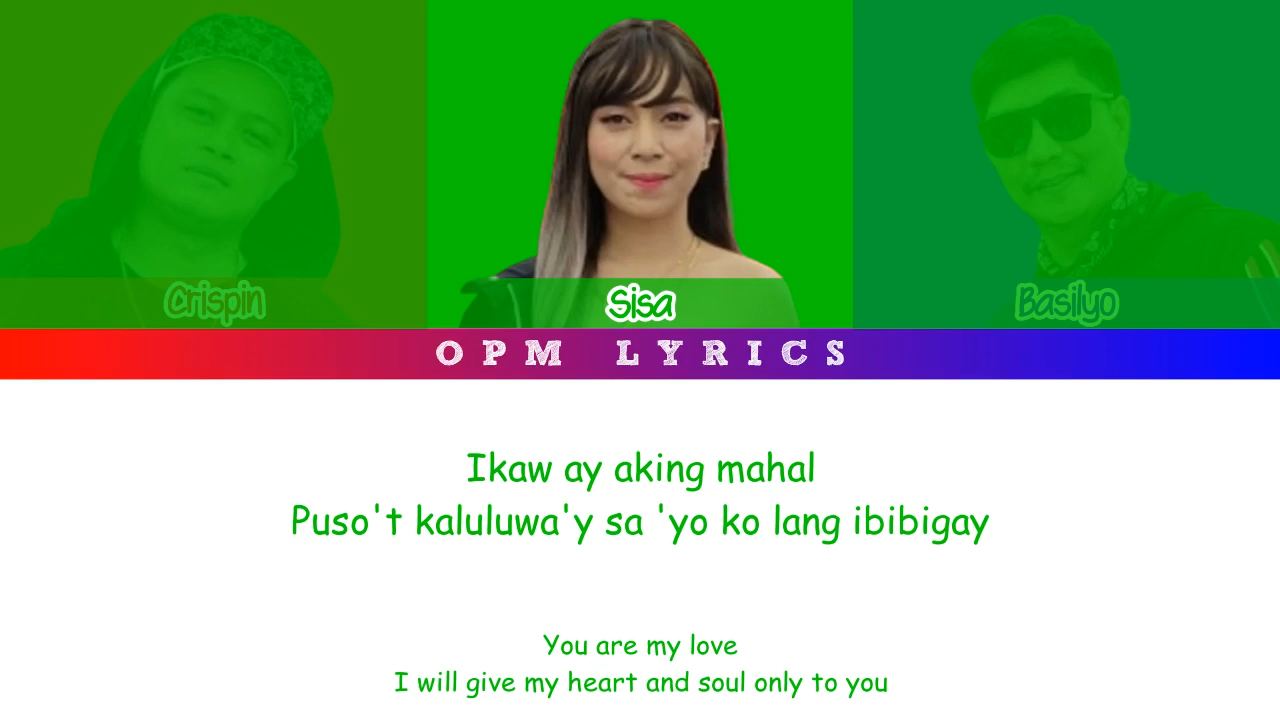 Crispin
Sisa
Basilyo
OPM LYRICS
Ikaw ay aking mahal
Puso't kaluluwa'y sa 'yo ko lang ibibigay
You are my love
I will give my heart and soul only to you